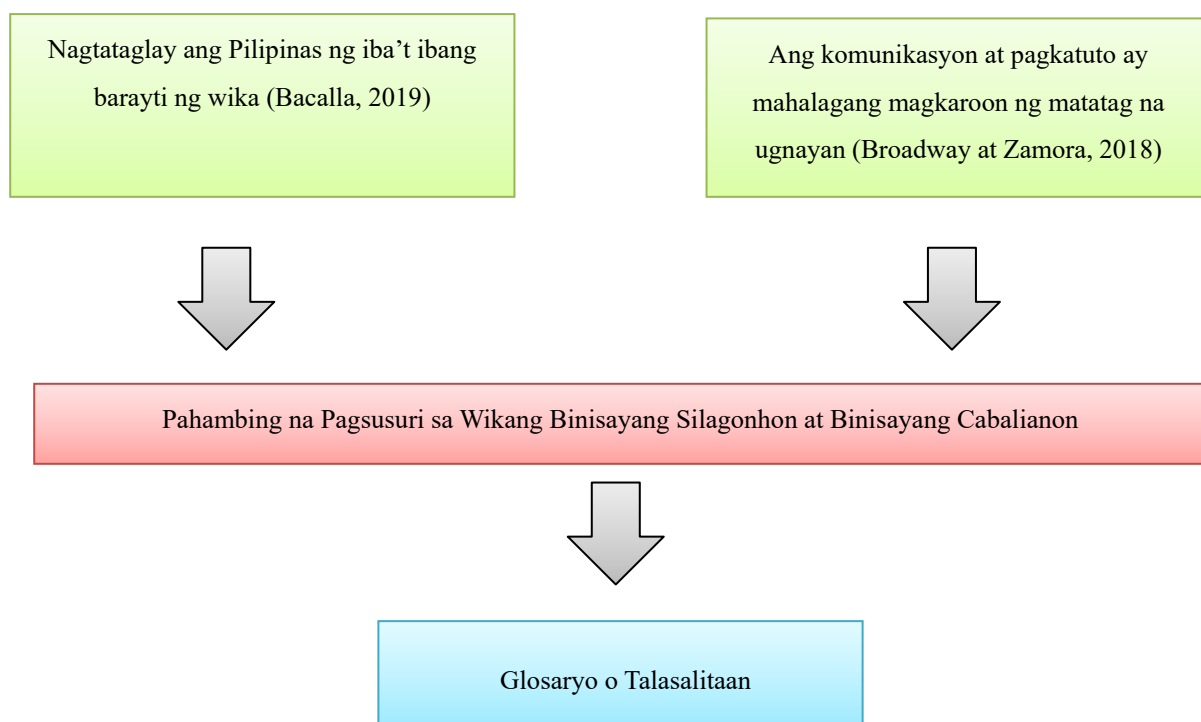 Nagtataglay ang Pilipinas ng iba’t ibang
barayti ng wika (Bacalla, 2019)
Ang komunikasyon at pagkatuto ay
mahalagang magkaroon ng matatag na
ugnayan (Broadway at Zamora, 2018)
Pahambing na Pagsusuri sa Wikang Binisayang Silagonhon at Binisayang Cabalianon
Glosaryo o Talasalitaan